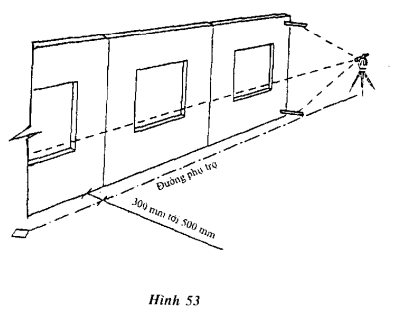 Đường phụ trợ
300 mm tới 500 mm
Hình 53